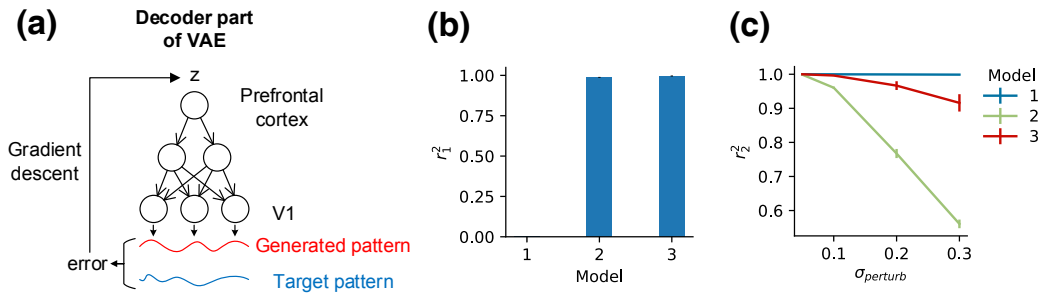 (a)
Decoder part
of VAE
z
Prefrontal
cortex
Gradient
descent
V1
Generated pattern
error
Target pattern
(b)
1.00
0.75
0.50
0.25
0.00
r₁²
1 2 3
Model
(c)
1.0
0.9
0.8
0.7
0.6
r₂²
0.1 0.2 0.3
σperturb
Model
1
2
3